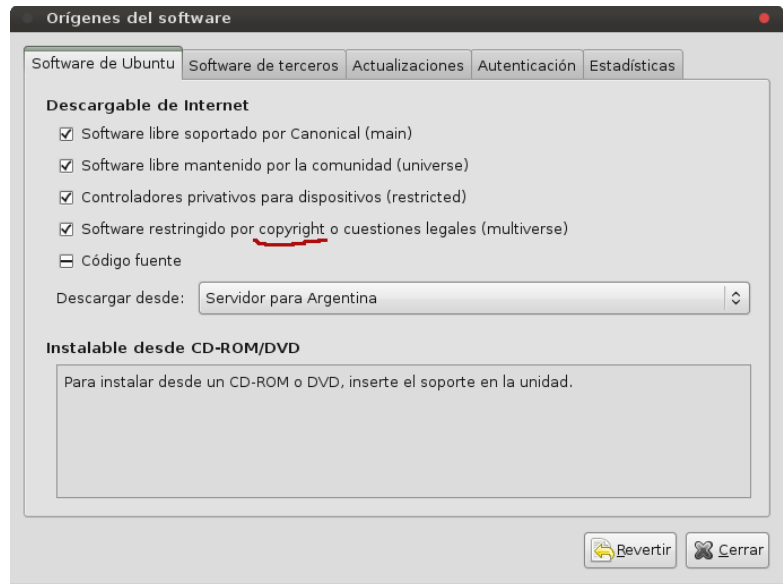 Orígenes del software
Software de Ubuntu Software de terceros Actualizaciones Autenticación Estadísticas
Descargable de Internet
Software libre soportado por Canonical (main)
Software libre mantenido por la comunidad (universe)
Controladores privativos para dispositivos (restricted)
Software restringido por copyright o cuestiones legales (multiverse)
Código fuente
Descargar desde: Servidor para Argentina
Instalable desde CD-ROM/DVD
Para instalar desde un CD-ROM o DVD, inserte el soporte en la unidad.
Revertir Cerrar